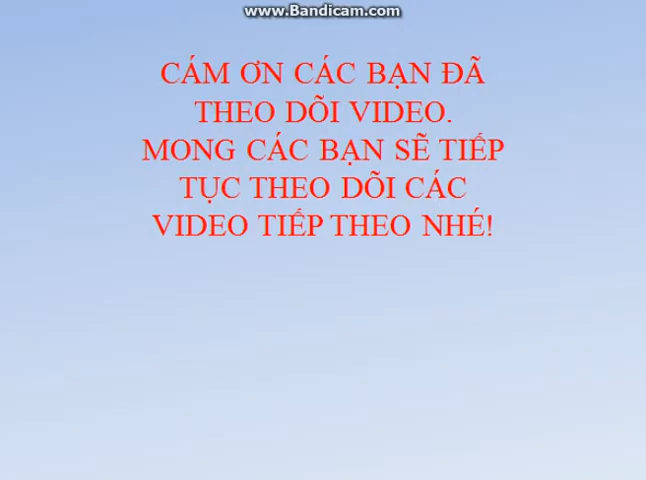 www.Bandicam.com
CÁM ƠN CÁC BẠN ĐÃ
THEO DÕI VIDEO.
MONG CÁC BẠN SẼ TIẾP
TỤC THEO DÕI CÁC
VIDEO TIẾP THEO NHÉ!